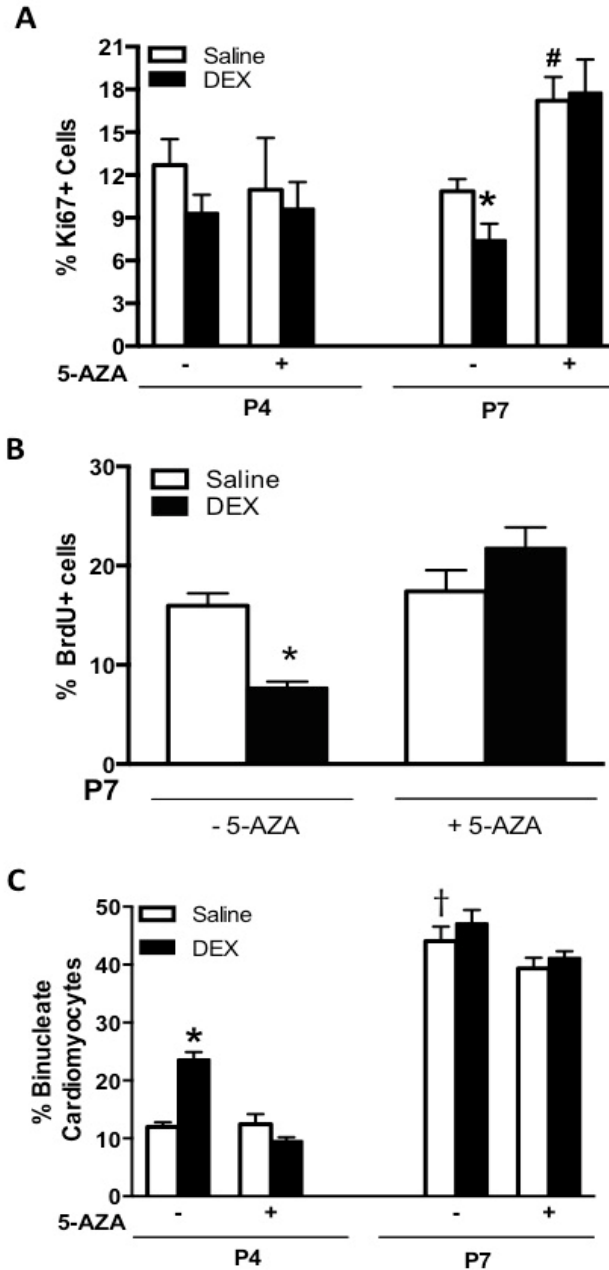 A
21
18
15
12
9
6
3
0
% Ki67+ Cells
Saline
DEX
*
#
5-AZA - + - +
P4 P7
B
30
20
10
0
% BrdU+ cells
Saline
DEX
*
P7
- 5-AZA + 5-AZA
C
50
40
30
20
10
0
% Binucleate
Cardiomyocytes
Saline
DEX
*
†
5-AZA - + - +
P4 P7